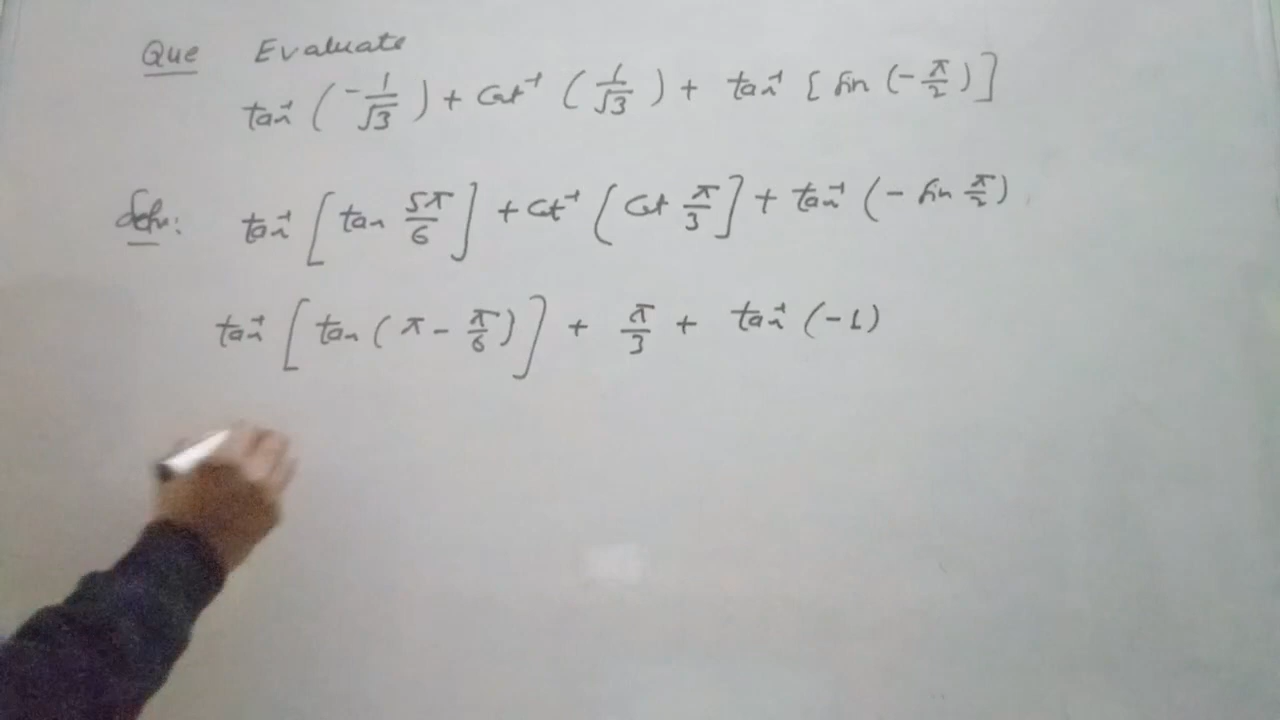 Que Evaluate
tan⁻¹ (-1/√3) + cot⁻¹ (1/√3) + tan⁻¹ [sin (-π/2)]
Soln: tan⁻¹ [tan 5π/6] + cot⁻¹ (cot π/3] + tan⁻¹ (- sin π/2)
tan⁻¹ [tan (π - π/6)] + π/3 + tan⁻¹ (-1)